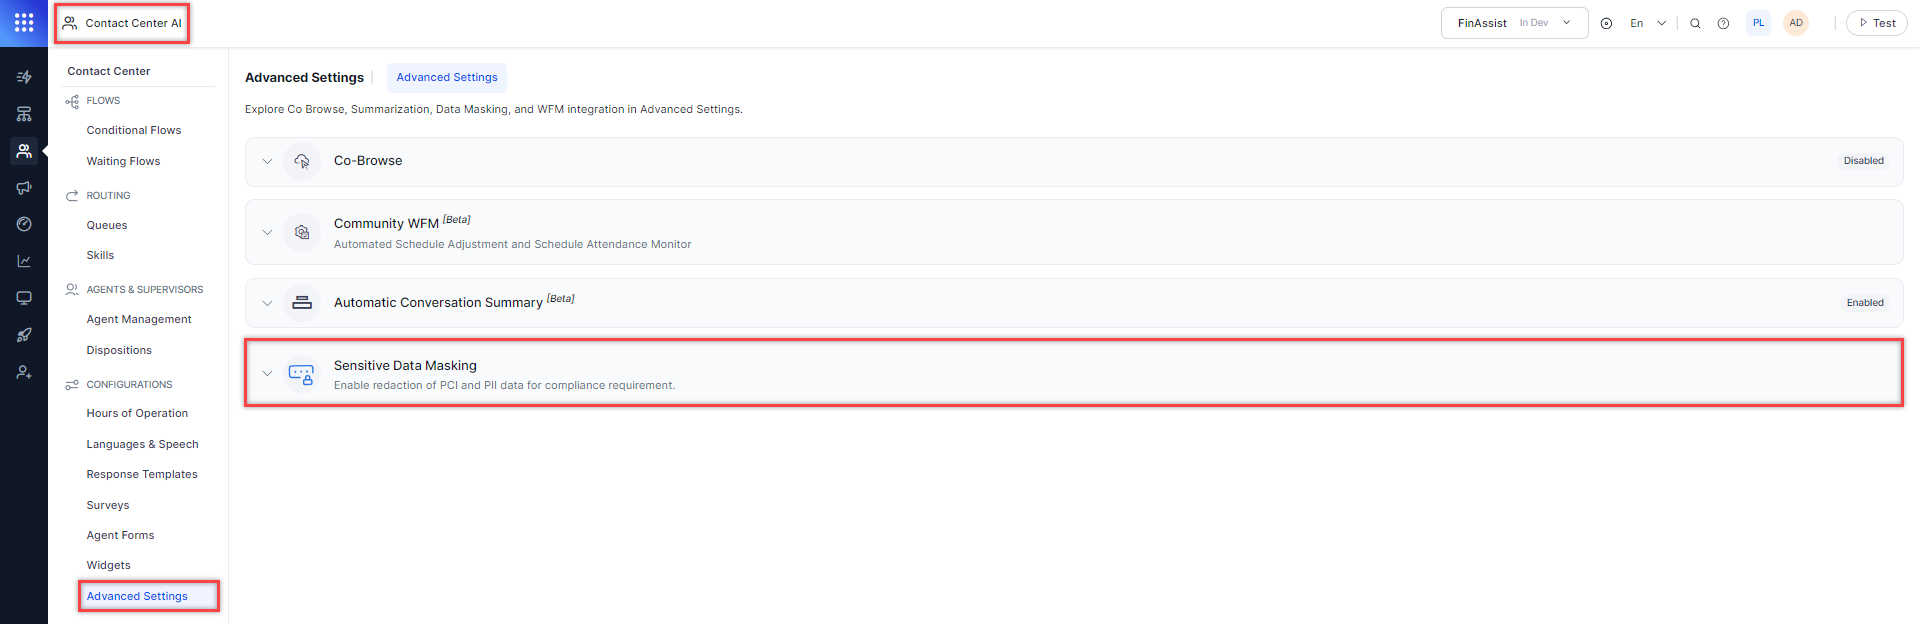 Contact Center AI
FinAssist In Dev
En
PL
AD
Test
Contact Center
FLOWS
Conditional Flows
Waiting Flows
ROUTING
Queues
Skills
AGENTS & SUPERVISORS
Agent Management
Dispositions
CONFIGURATIONS
Hours of Operation
Languages & Speech
Response Templates
Surveys
Agent Forms
Widgets
Advanced Settings
Advanced Settings
Advanced Settings
Explore Co Browse, Summarization, Data Masking, and WFM integration in Advanced Settings.
Co-Browse
Disabled
Community WFM [Beta]
Automated Schedule Adjustment and Schedule Attendance Monitor
Automatic Conversation Summary [Beta]
Enabled
Sensitive Data Masking
Enable redaction of PCI and PII data for compliance requirement.